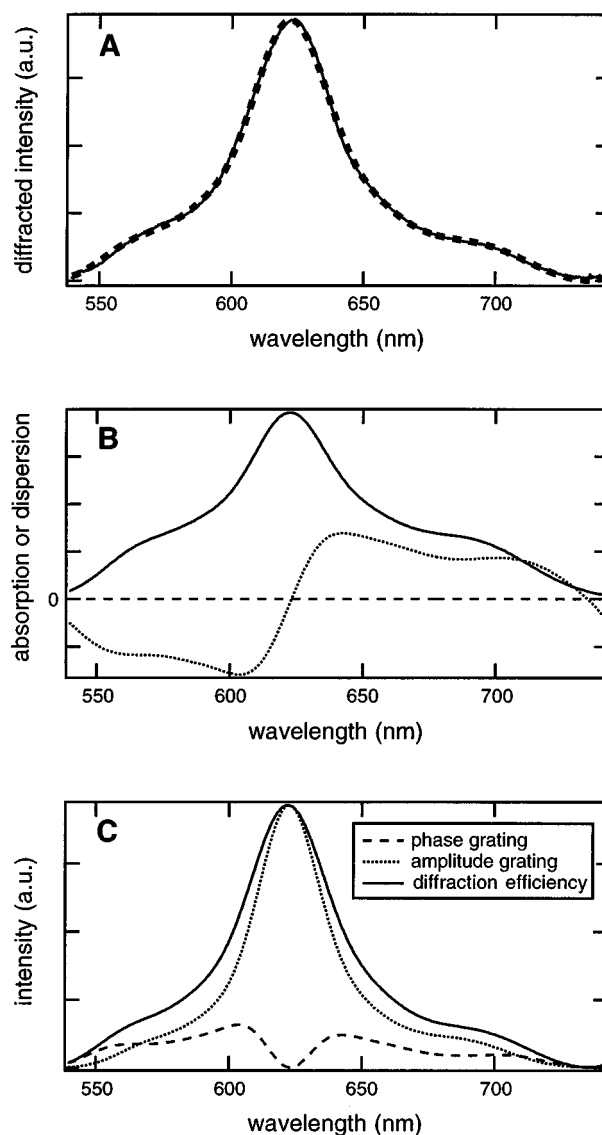 A
diffracted intensity (a.u.)
550 600 650 700
wavelength (nm)
B
absorption or dispersion
0
550 600 650 700
wavelength (nm)
C
intensity (a.u.)
phase grating
amplitude grating
diffraction efficiency
550 600 650 700
wavelength (nm)